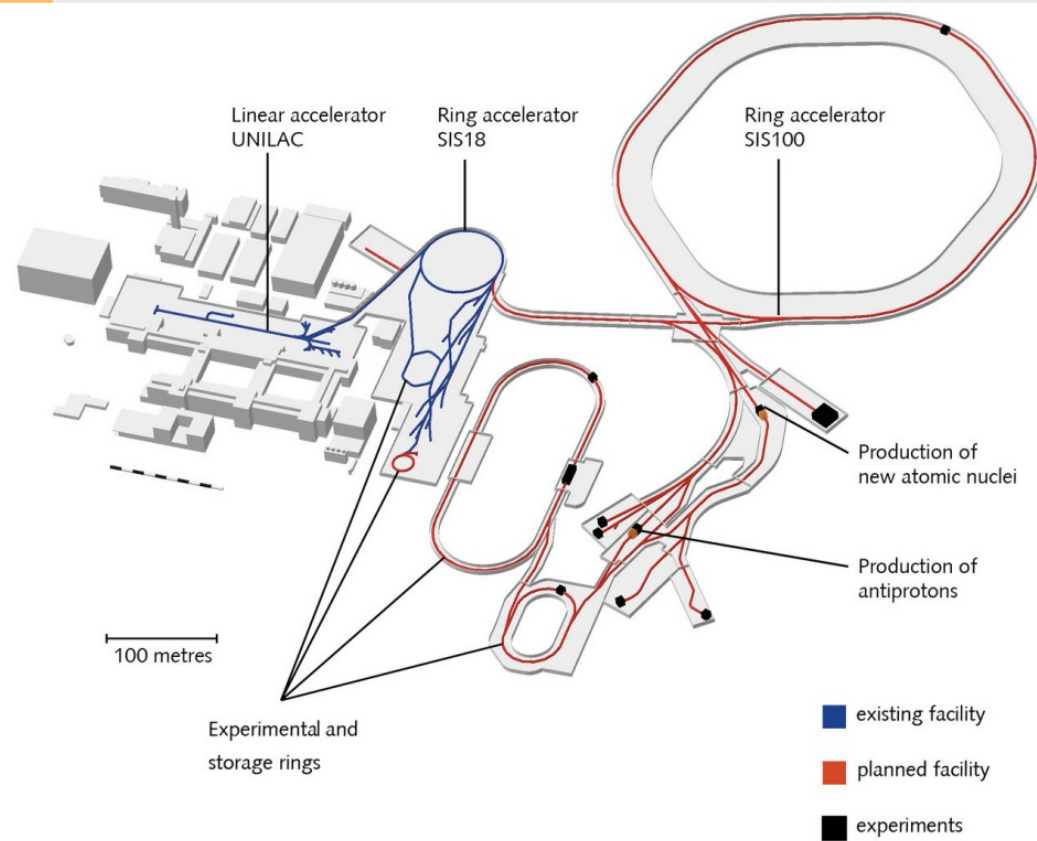 Linear accelerator
UNILAC
Ring accelerator
SIS18
Ring accelerator
SIS100
Production of
new atomic nuclei
Production of
antiprotons
100 metres
Experimental and
storage rings
existing facility
planned facility
experiments